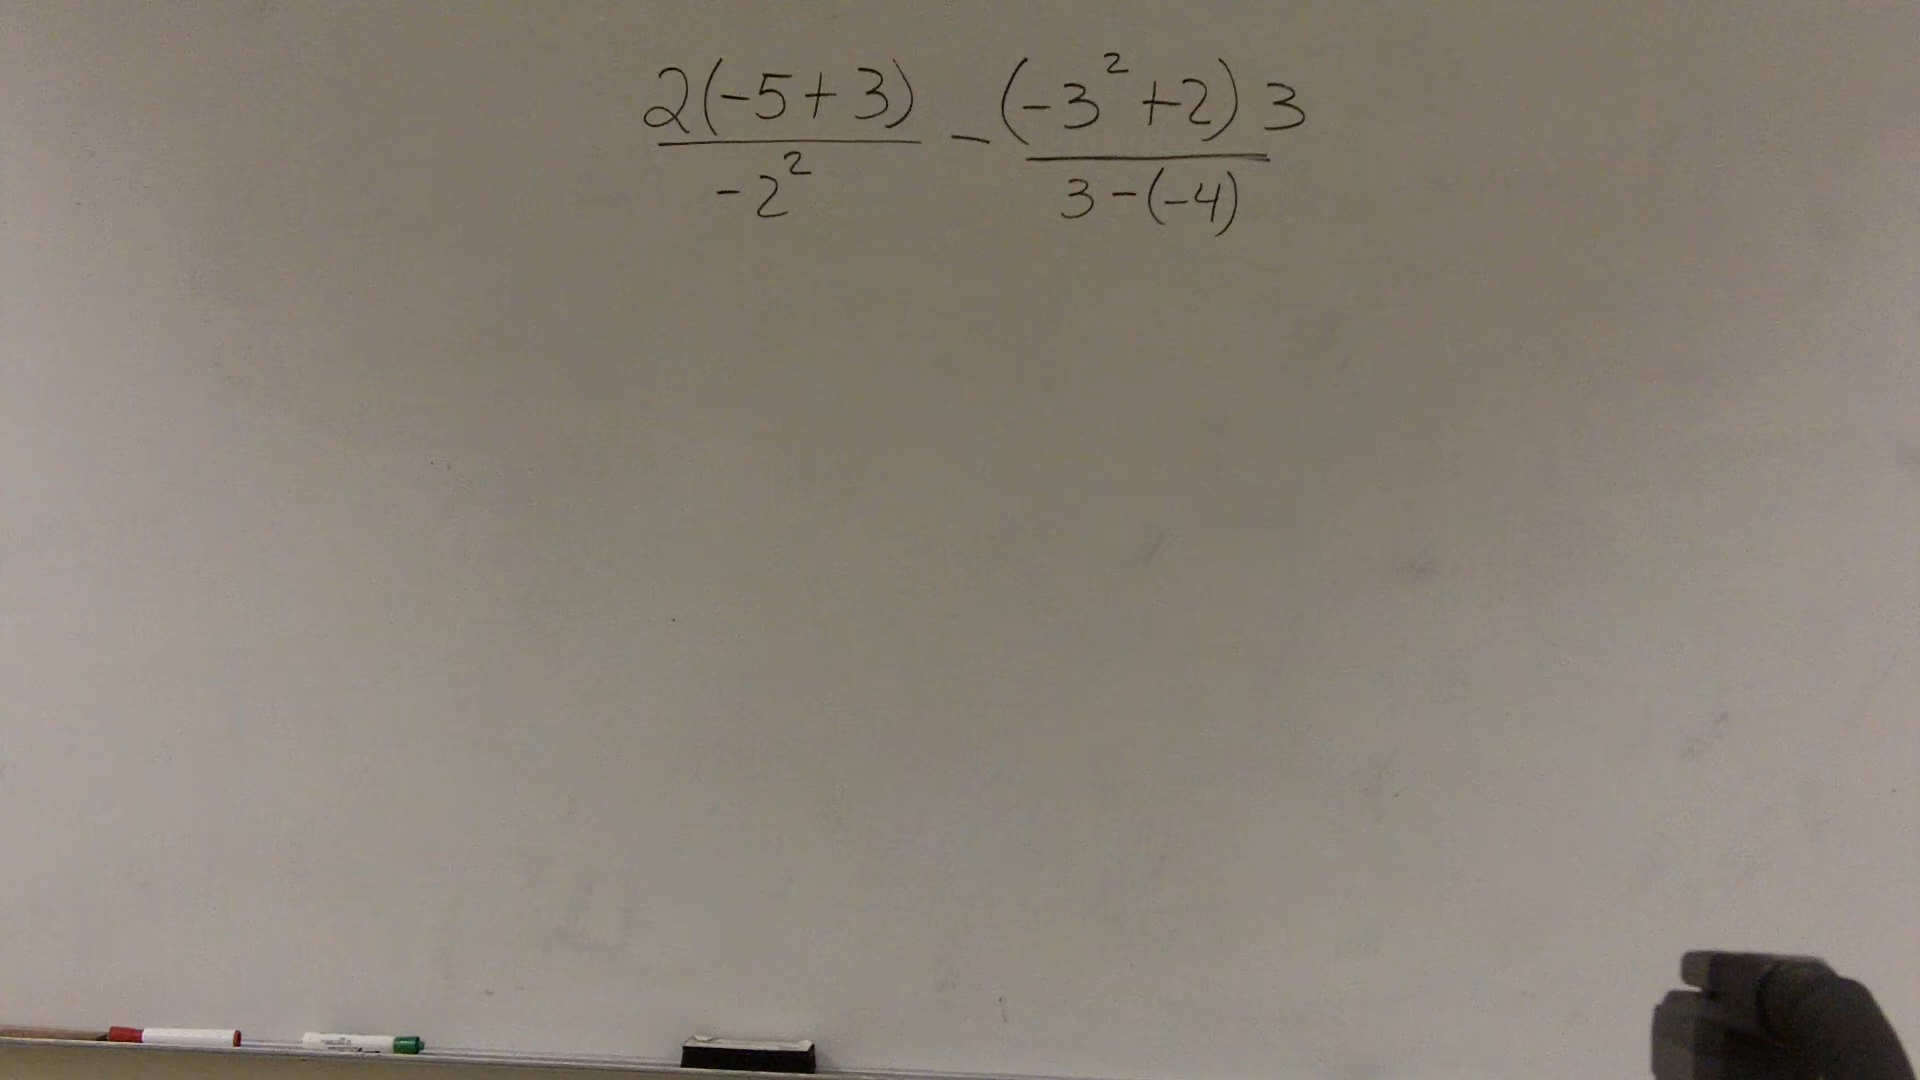 2(-5+3) - (-3²+2)3
-2² 3-(-4)